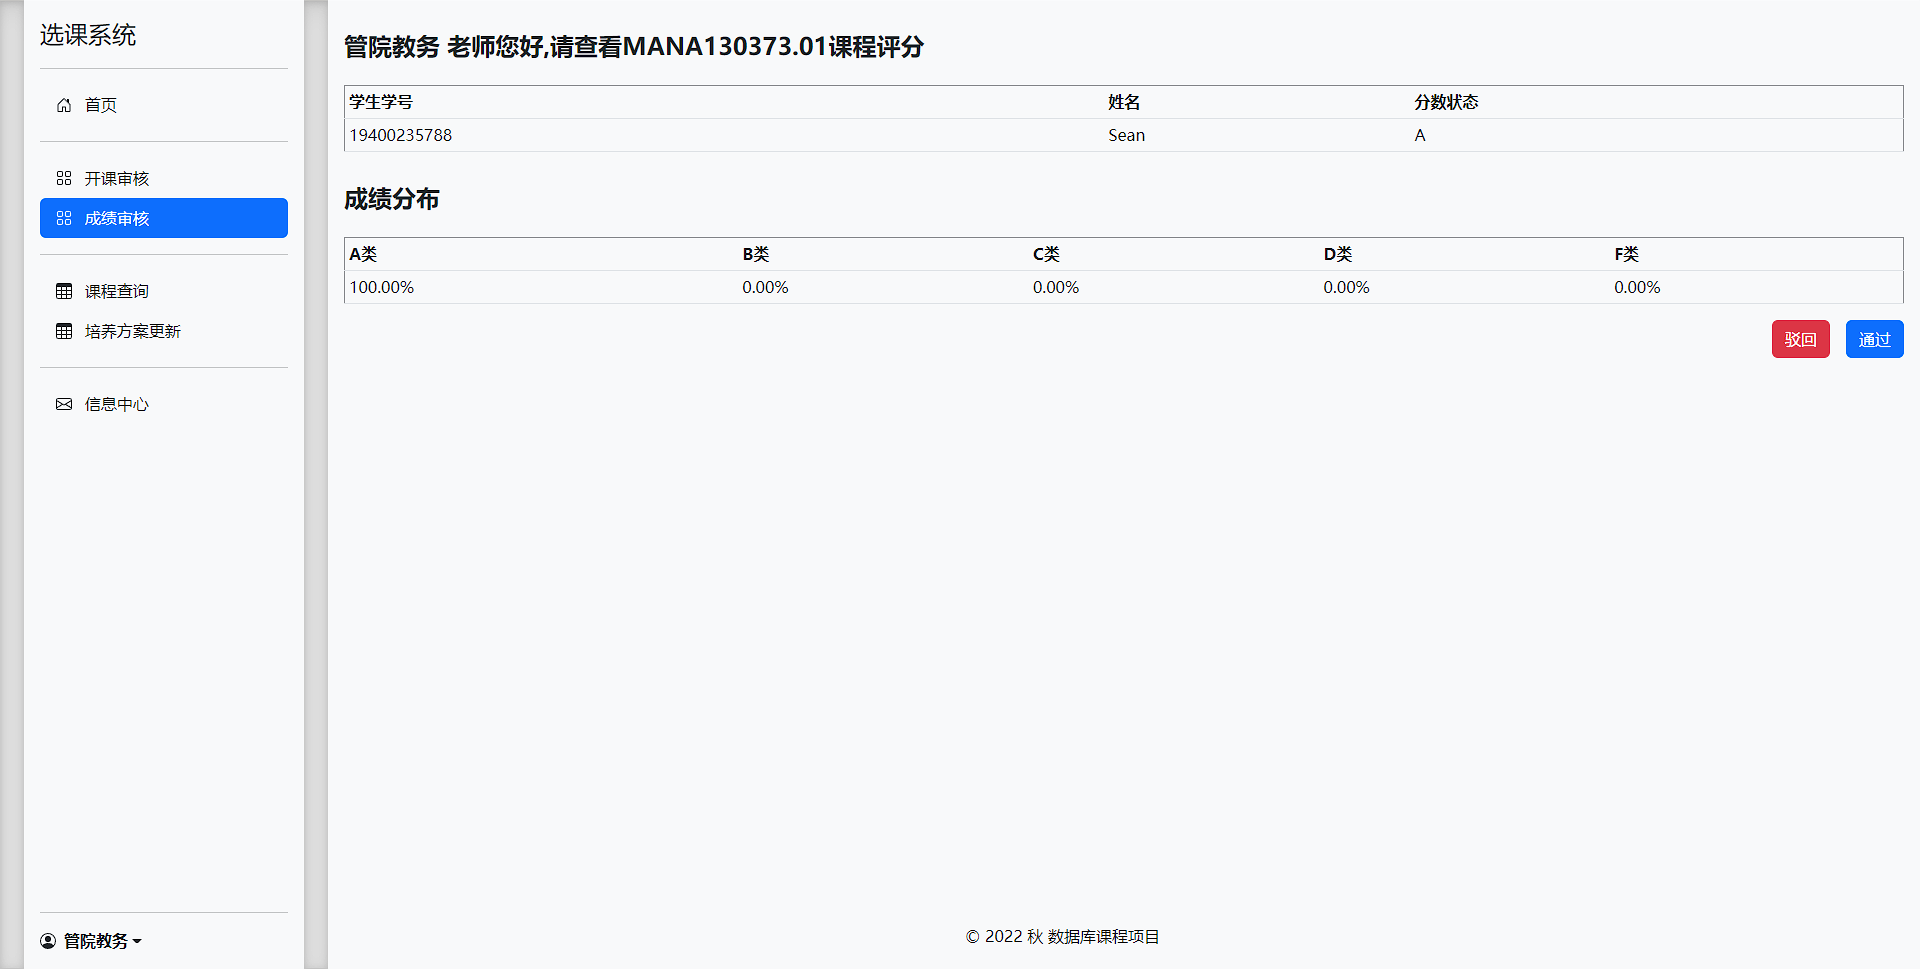 选课系统
首页
开课审核
成绩审核
课程查询
培养方案更新
信息中心
管院教务
管院教务 老师您好,请查看MANA130373.01课程评分
学生学号 姓名 分数状态
19400235788 Sean A
成绩分布
A类 B类 C类 D类 F类
100.00% 0.00% 0.00% 0.00% 0.00%
驳回 通过
© 2022 秋 数据库课程项目